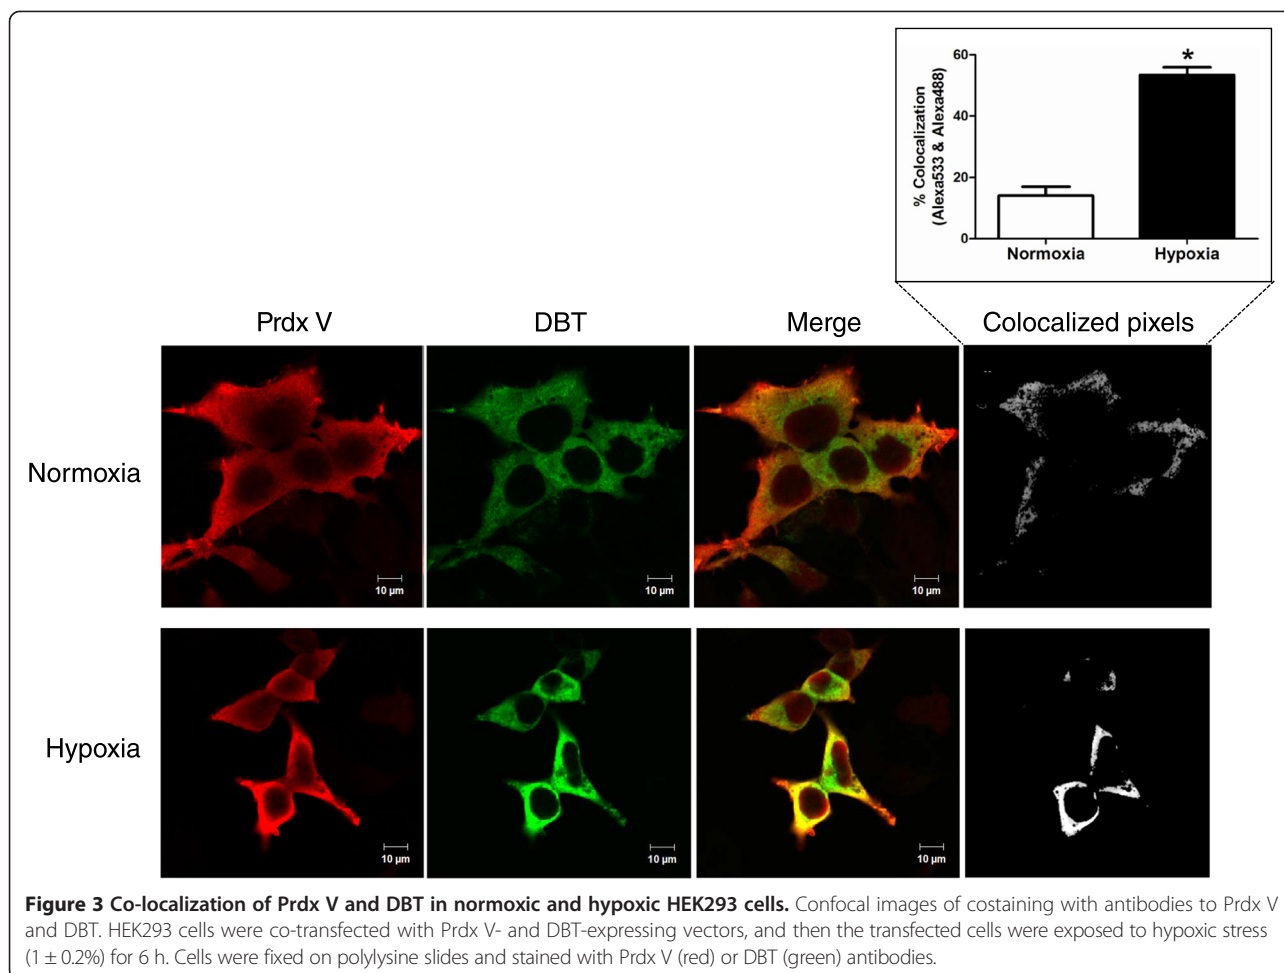 60
*
40
20
0
% Colocalization
(Alexa533 & Alexa488)
Normoxia Hypoxia
Prdx V DBT Merge Colocalized pixels
Normoxia
10 µm 10 µm 10 µm
Hypoxia
10 µm 10 µm 10 µm
Figure 3 Co-localization of Prdx V and DBT in normoxic and hypoxic HEK293 cells. Confocal images of costaining with antibodies to Prdx V
and DBT. HEK293 cells were co-transfected with Prdx V- and DBT-expressing vectors, and then the transfected cells were exposed to hypoxic stress
(1 ± 0.2%) for 6 h. Cells were fixed on polylysine slides and stained with Prdx V (red) or DBT (green) antibodies.